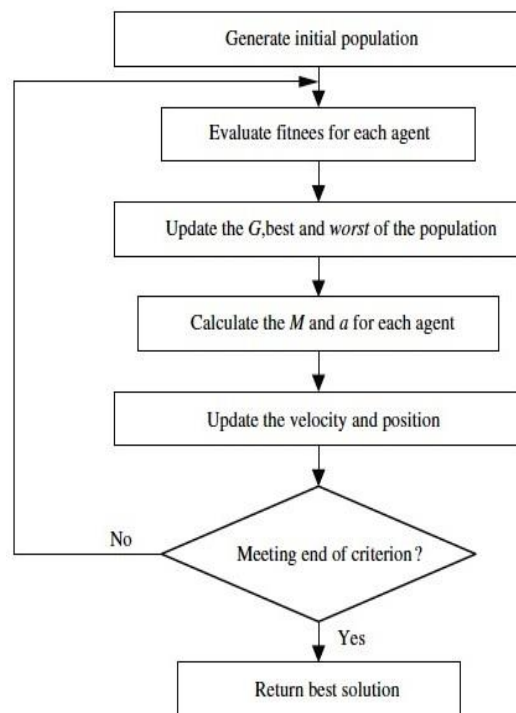 Generate initial population
Evaluate fitnees for each agent
Update the G,best and worst of the population
Calculate the M and a for each agent
Update the velocity and position
Meeting end of criterion?
No
Yes
Return best solution